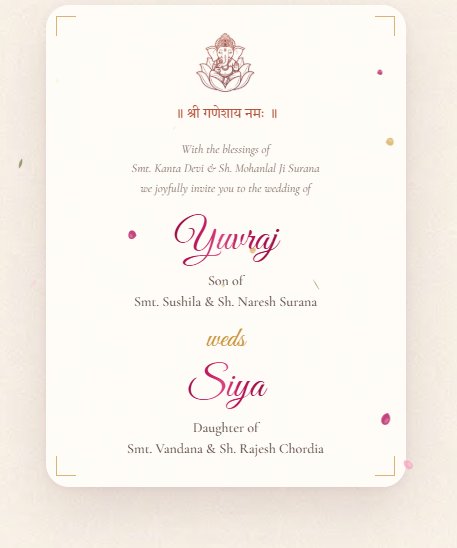 ॥ श्री गणेशाय नमः ॥
With the blessings of
Smt. Kanta Devi & Sh. Mohanlal Ji Surana
we joyfully invite you to the wedding of
Yuvraj
Son of
Smt. Sushila & Sh. Naresh Surana
weds
Siya
Daughter of
Smt. Vandana & Sh. Rajesh Chordia